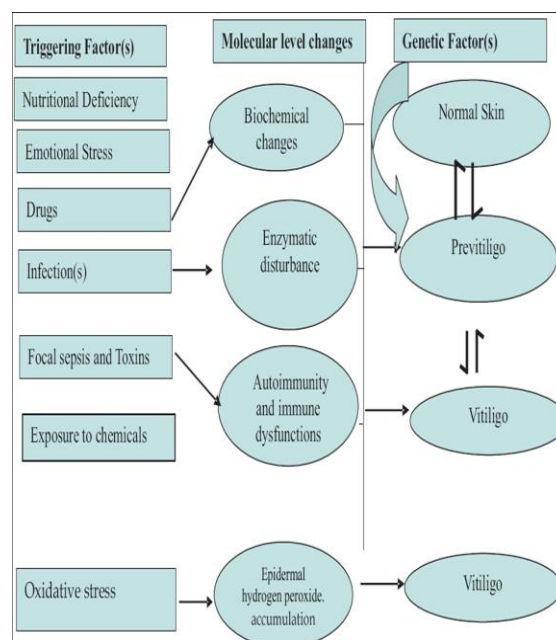 Triggering Factor(s)
Molecular level changes
Genetic Factor(s)
Nutritional Deficiency
Emotional Stress
Drugs
Infection(s)
Focal sepsis and Toxins
Exposure to chemicals
Oxidative stress
Biochemical
changes
Enzymatic
disturbance
Autoimmunity
and immune
dysfunctions
Epidermal
hydrogen peroxide.
accumulation
Normal Skin
Previtiligo
Vitiligo
Vitiligo